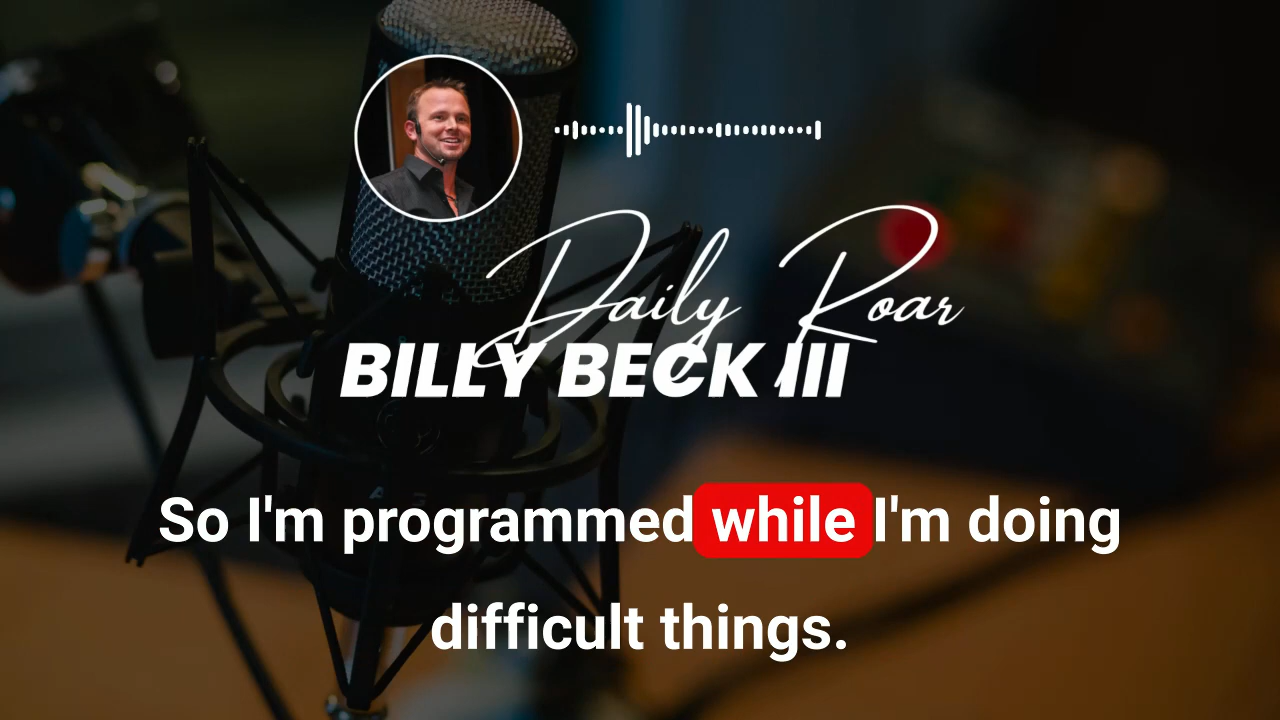 Daily Roar
BILLY BECK III
So I'm programmed while I'm doing
difficult things.